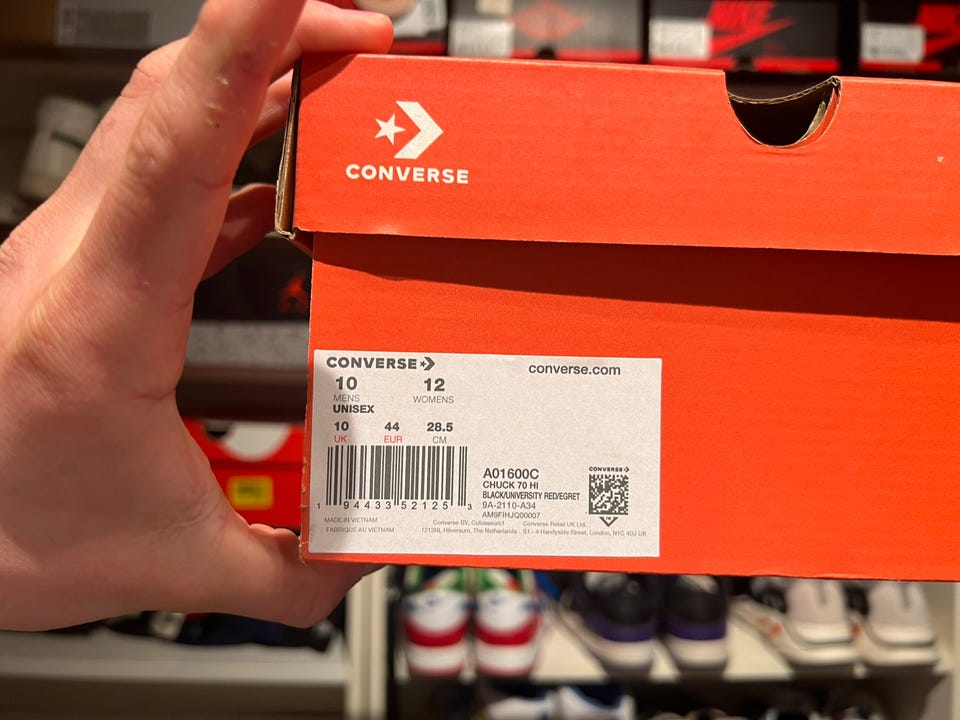 NIKE
CONVERSE
CONVERSE
converse.com
10 12
MENS WOMENS
UNISEX
10 44 28.5
UK EUR CM
1 94433 52125 3
A01600C
CHUCK 70 HI
BLACK/UNIVERSITY RED/EGRET
9A-2110-A34
AM9FIHJQ00007
CONVERSE
MADE IN VIETNAM
FABRIQUE AU VIETNAM
Converse BV, Colosseum1
1213NL Hilversum, The Netherlands
Converse Retail UK Ltd.
S1 - 4 Handyside Street, London, N1C 4DJ UK